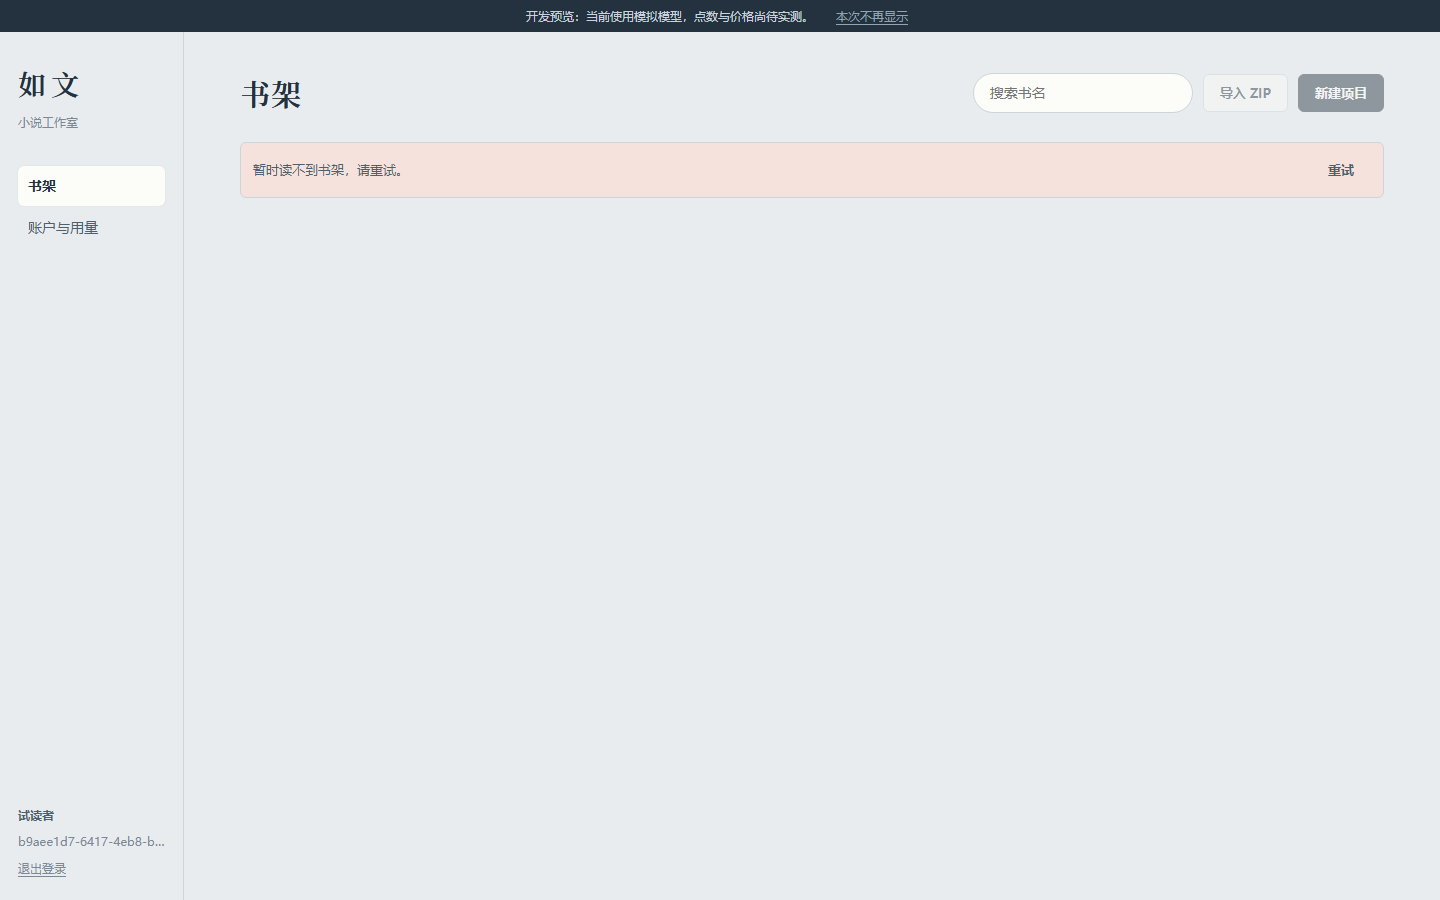 开发预览：当前使用模拟模型，点数与价格尚待实测。 本次不再显示
如文
小说工作室
书架
账户与用量
书架
搜索书名
导入 ZIP
新建项目
暂时读不到书架，请重试。
重试
试读者
b9aee1d7-6417-4eb8-b...
退出登录